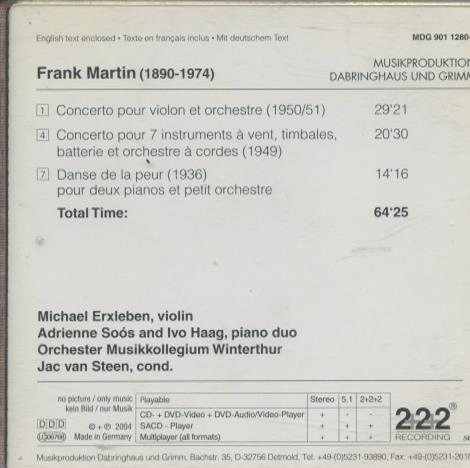 English text enclosed • Texte en français inclus • Mit deutschem Text
MDG 901 1280-
MUSIKPRODUKTION
DABRINGHAUS UND GRIMM
Frank Martin (1890-1974)
1 Concerto pour violon et orchestre (1950/51) 29'21
4 Concerto pour 7 instruments à vent, timbales, 20'30
batterie et orchestre à cordes (1949)
7 Danse de la peur (1936) 14'16
pour deux pianos et petit orchestre
Total Time: 64'25
Michael Erxleben, violin
Adrienne Soós and Ivo Haag, piano duo
Orchester Musikkollegium Winterthur
Jac van Steen, cond.
no picture / only music
kein Bild / nur Musik
DDD
LC 06768
© + ℗ 2004
Made in Germany
Playable Stereo 5.1 2+2+2
CD- + DVD-Video + DVD-Audio/Video-Player + - -
SACD - Player + + +
Multiplayer (all formats) + + +
2+2+2®
RECORDING
Musikproduktion Dabringhaus und Grimm, Bachstr. 35, D-32756 Detmold, Tel. +49-(0)5231-93890, Fax: +49-(0)5231-2618